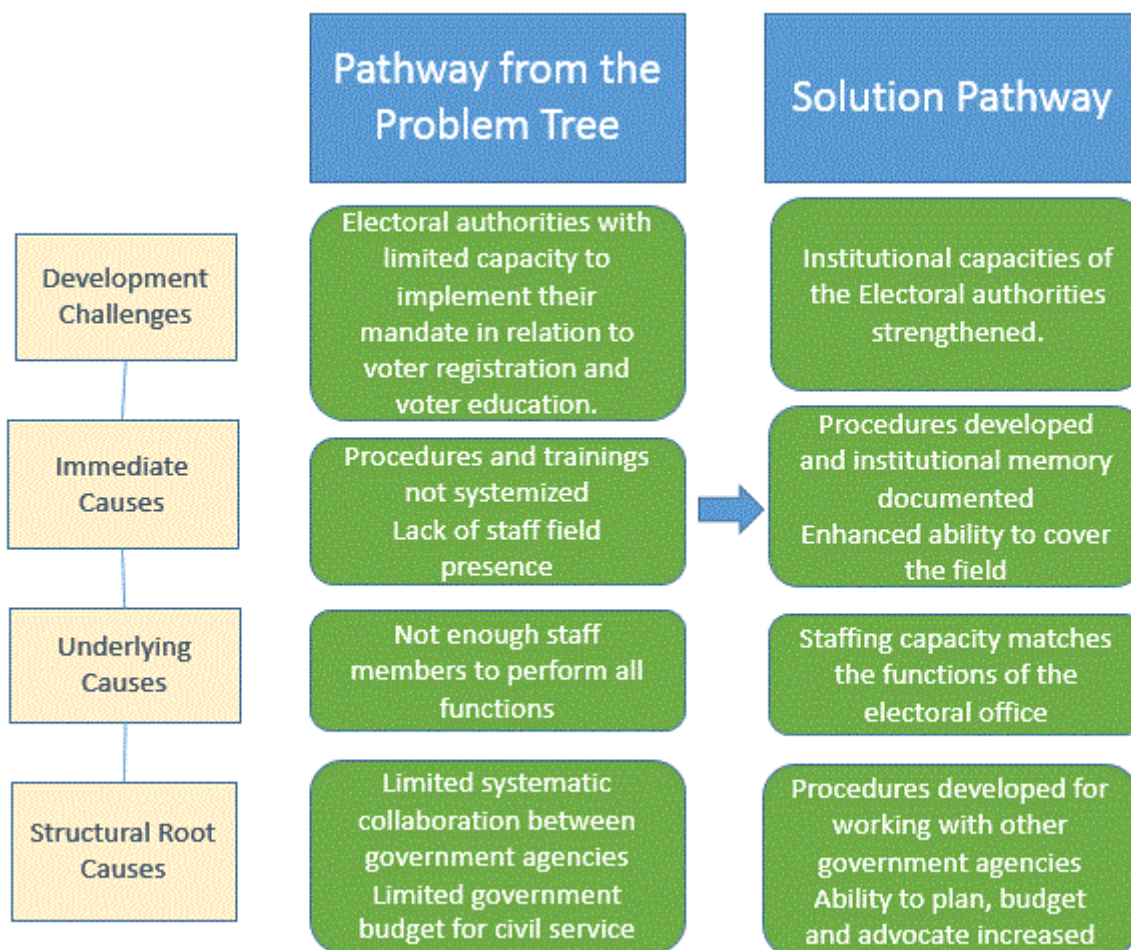 Pathway from the
Problem Tree
Solution Pathway
Development
Challenges
Electoral authorities with
limited capacity to
implement their
mandate in relation to
voter registration and
voter education.
Institutional capacities of
the Electoral authorities
strengthened.
Immediate
Causes
Procedures and trainings
not systemized
Lack of staff field
presence
Procedures developed
and institutional memory
documented
Enhanced ability to cover
the field
Underlying
Causes
Not enough staff
members to perform all
functions
Staffing capacity matches
the functions of the
electoral office
Structural Root
Causes
Limited systematic
collaboration between
government agencies
Limited government
budget for civil service
Procedures developed for
working with other
government agencies
Ability to plan, budget
and advocate increased